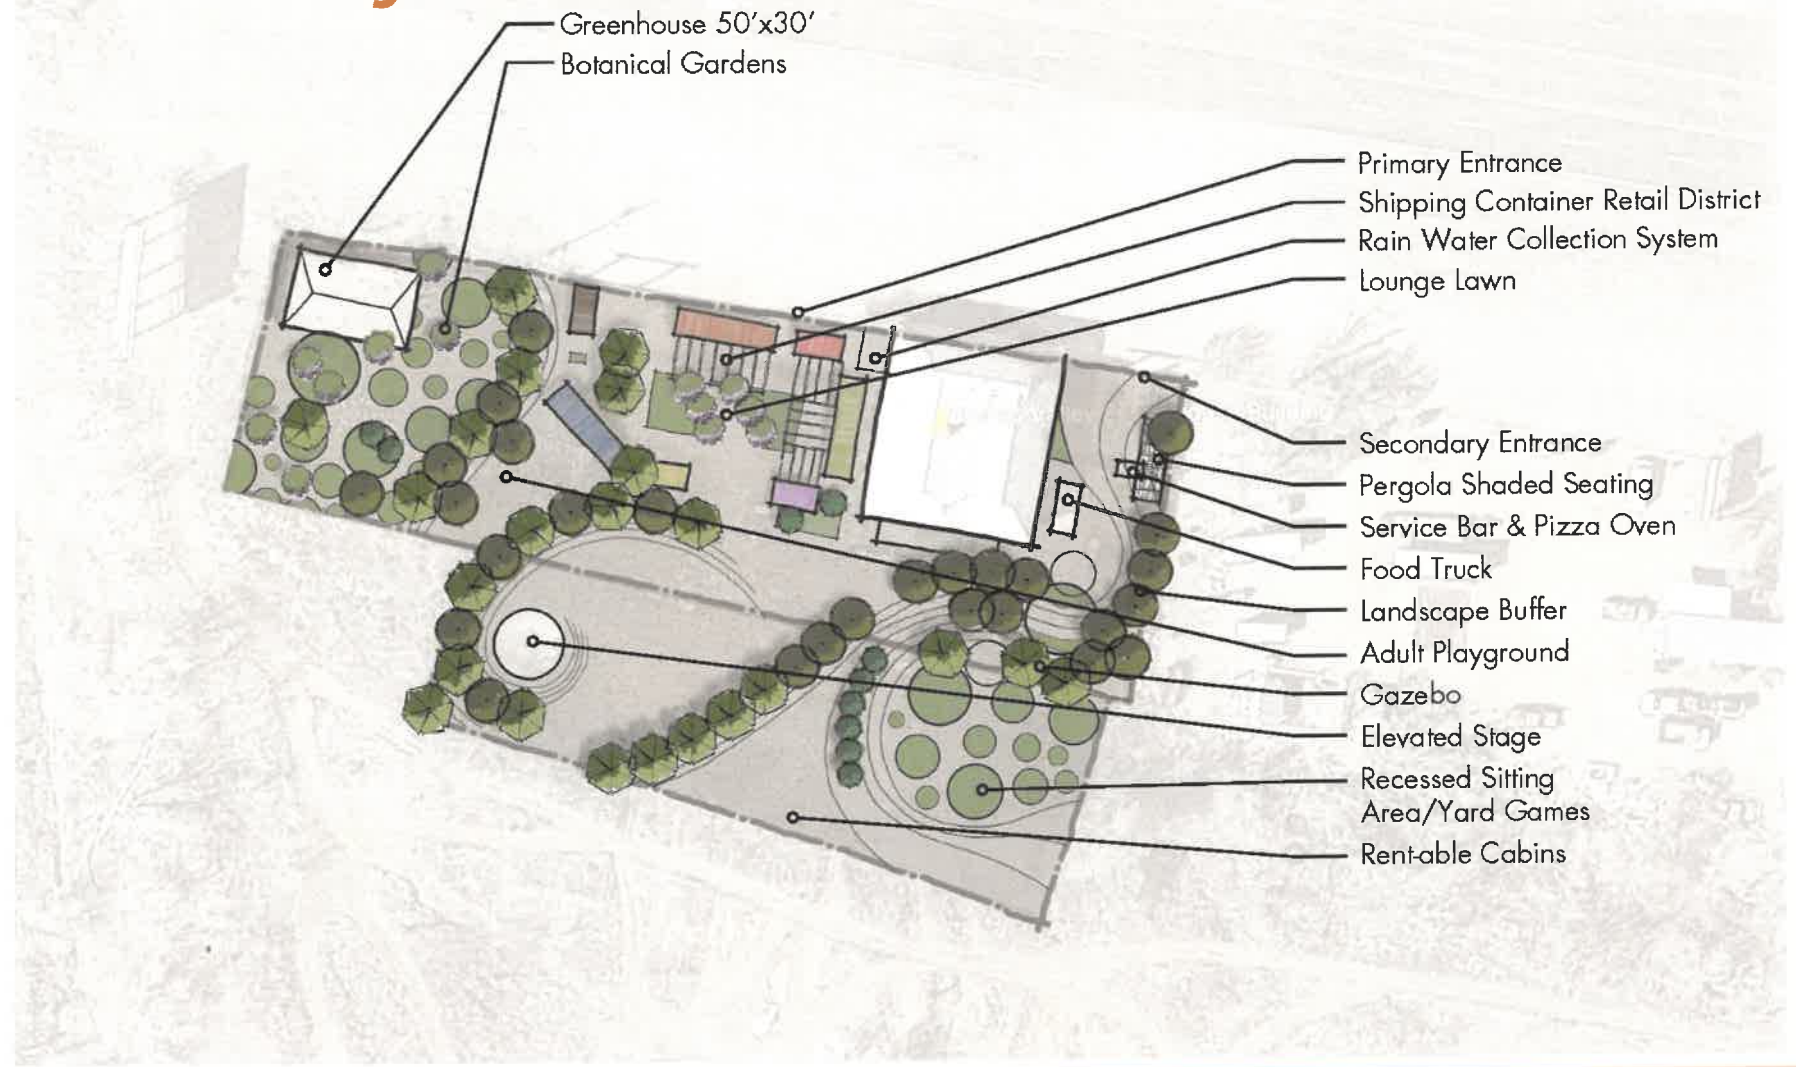 Greenhouse 50'x30'
Botanical Gardens
Primary Entrance
Shipping Container Retail District
Rain Water Collection System
Lounge Lawn
Secondary Entrance
Pergola Shaded Seating
Service Bar & Pizza Oven
Food Truck
Landscape Buffer
Adult Playground
Gazebo
Elevated Stage
Recessed Sitting
Area/Yard Games
Rent-able Cabins